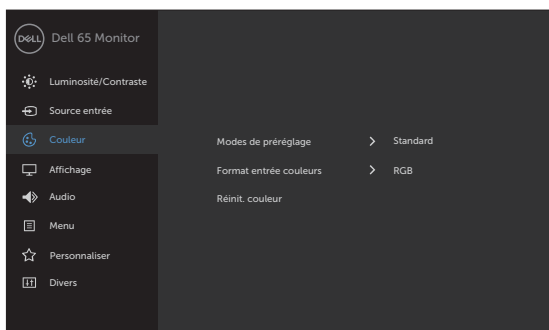 DELL
Dell 65 Monitor
Luminosité/Contraste
Source entrée
Couleur
Modes de préréglage Standard
Affichage
Format entrée couleurs RGB
Audio
Réinit. couleur
Menu
Personnaliser
Divers